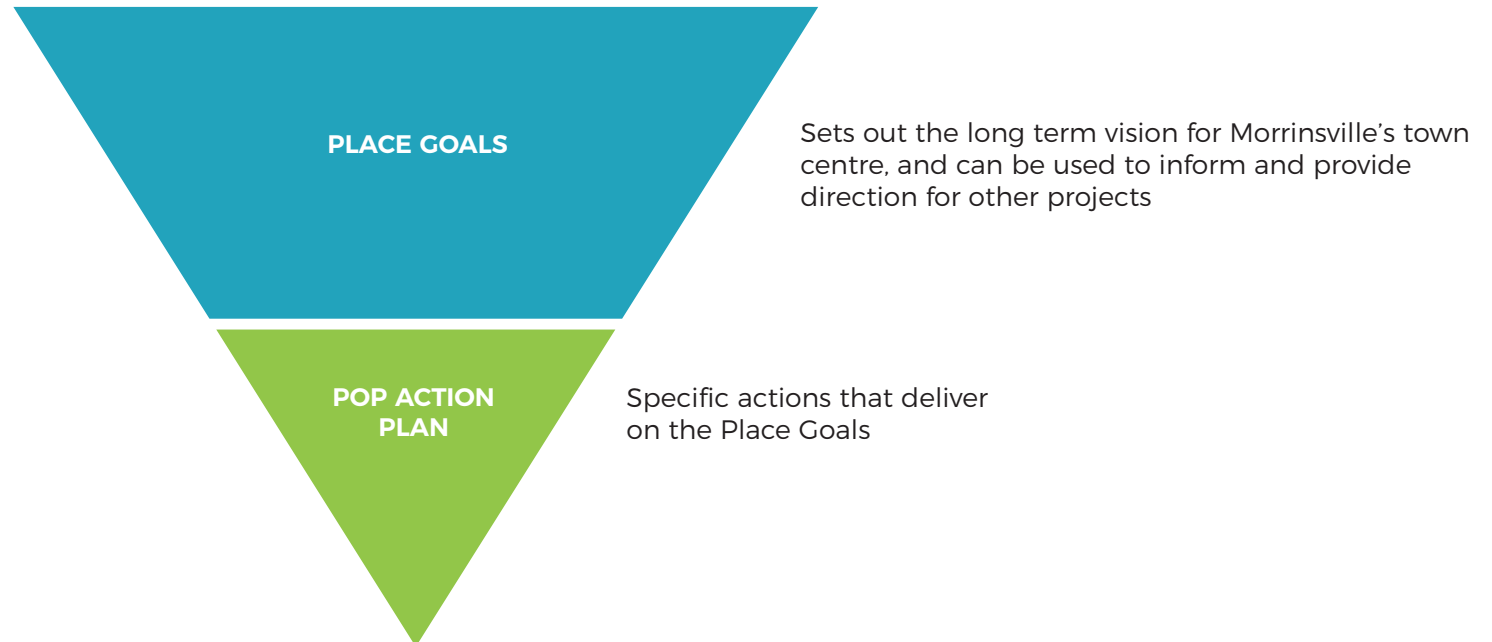 PLACE GOALS
Sets out the long term vision for Morrinsville’s town
centre, and can be used to inform and provide
direction for other projects
POP ACTION
PLAN
Specific actions that deliver
on the Place Goals